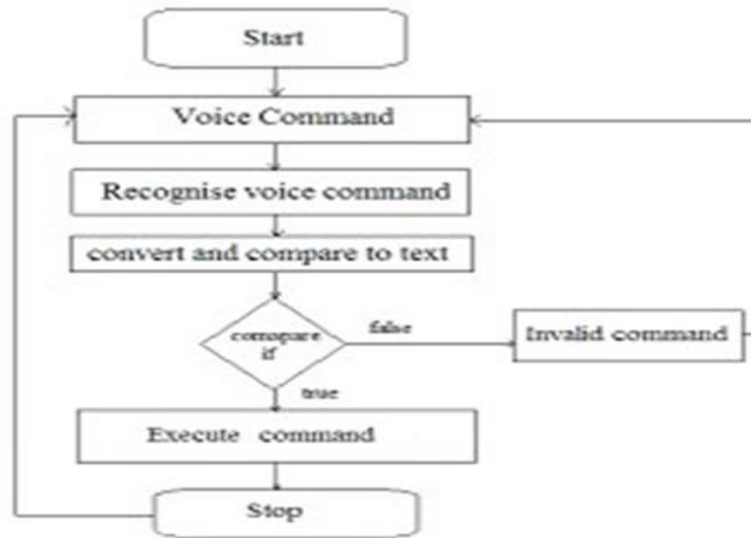 Start
Voice Command
Recognise voice command
convert and compare to text
comapare
if
false
Invalid command
true
Execute command
Stop